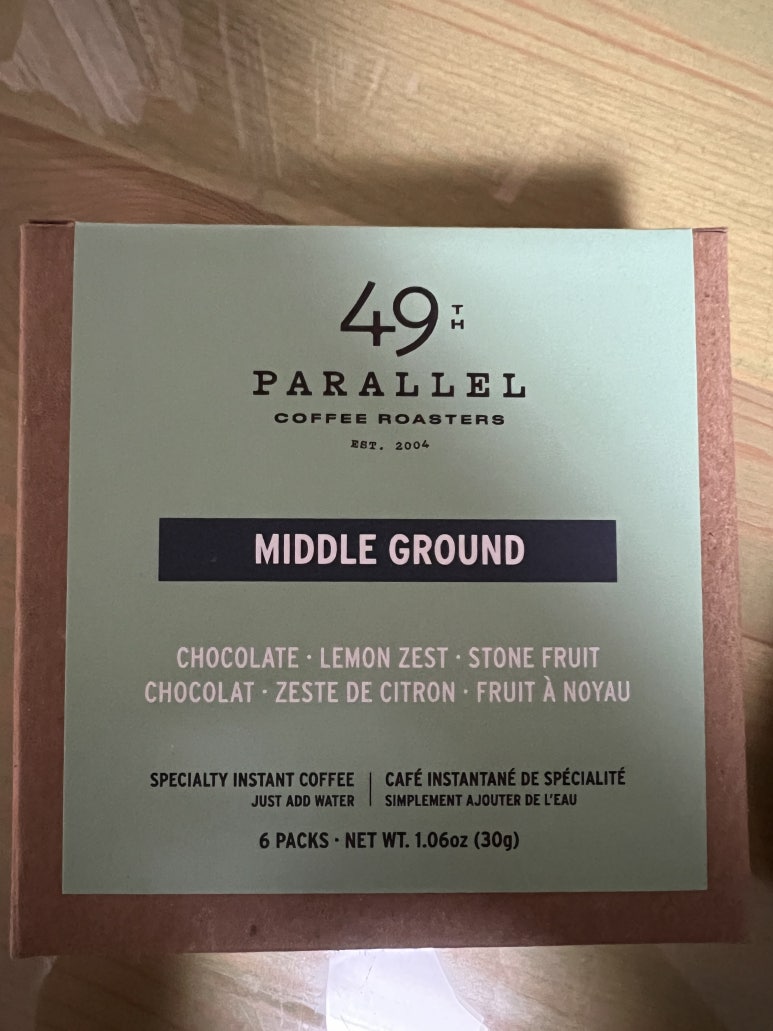 49TH
PARALLEL
COFFEE ROASTERS
EST. 2004
MIDDLE GROUND
CHOCOLATE · LEMON ZEST · STONE FRUIT
CHOCOLAT · ZESTE DE CITRON · FRUIT À NOYAU
SPECIALTY INSTANT COFFEE
JUST ADD WATER
CAFÉ INSTANTANÉ DE SPÉCIALITÉ
SIMPLEMENT AJOUTER DE L'EAU
6 PACKS · NET WT. 1.06oz (30g)